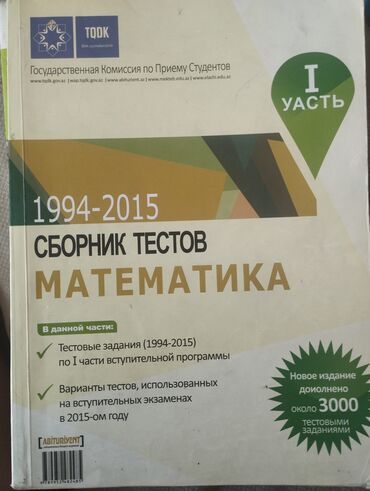 TQDK
Государственная Комиссия по Приему Студентов
I
УАСТЬ
1994-2015
СБОРНИК ТЕСТОВ
МАТЕМАТИКА
В данной части:
Тестовые задания (1994-2015)
по I части вступительной программы
Варианты тестов, использованных
на вступительных экзаменах
в 2015-ом году
Новое издание
дополнено
около 3000
тестовыми
заданиями
ABITURIYENT